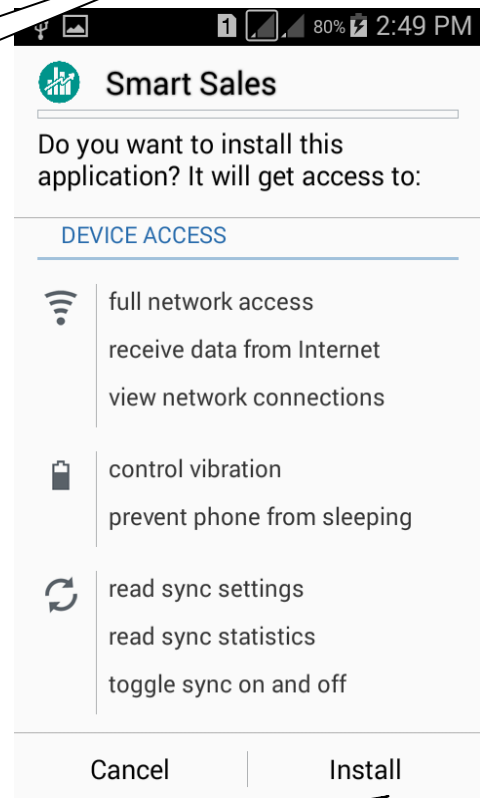 1 80% 2:49 PM
Smart Sales
Do you want to install this
application? It will get access to:
DEVICE ACCESS
full network access
receive data from Internet
view network connections
control vibration
prevent phone from sleeping
read sync settings
read sync statistics
toggle sync on and off
Cancel Install